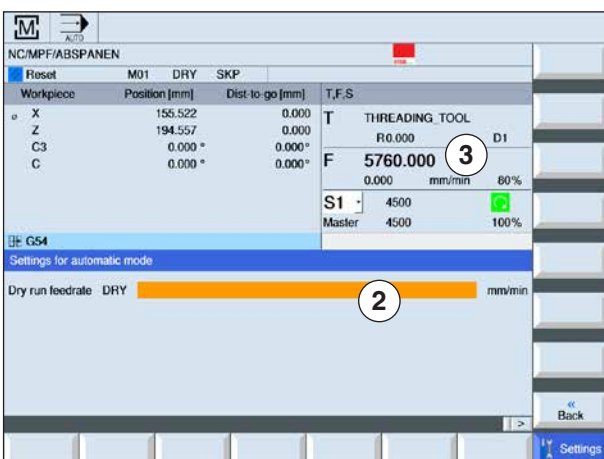 M
AUTO
NC/MPF/ABSPANEN
Reset M01 DRY SKP
Workpiece Position [mm] Dist-to-go [mm] T,F,S
X 155.522 0.000
Z 194.557 0.000
C3 0.000 ° 0.000°
C 0.000 ° 0.000°
T THREADING_TOOL
R0.000 D1
F 5760.000 3
0.000 mm/min 80%
S1 4500
Master 4500 100%
G54
Settings for automatic mode
Dry run feedrate DRY 2 mm/min
«
Back
>
Settings